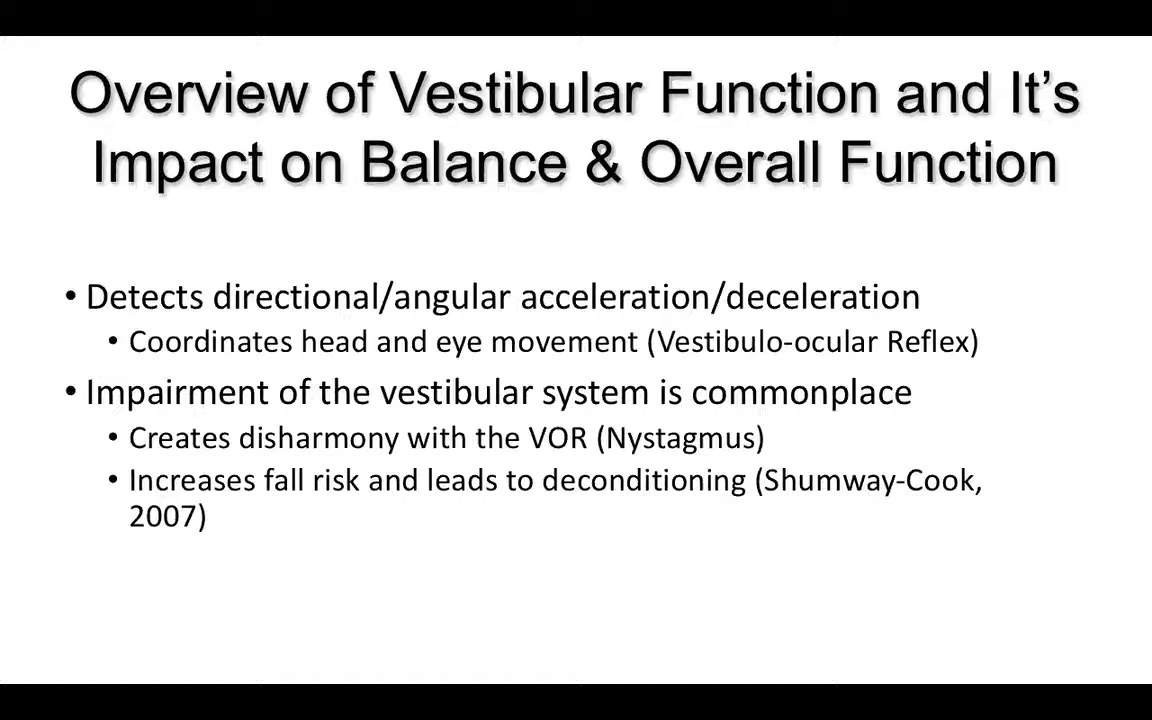 Overview of Vestibular Function and It’s
Impact on Balance & Overall Function
• Detects directional/angular acceleration/deceleration
• Coordinates head and eye movement (Vestibulo-ocular Reflex)
• Impairment of the vestibular system is commonplace
• Creates disharmony with the VOR (Nystagmus)
• Increases fall risk and leads to deconditioning (Shumway-Cook,
2007)